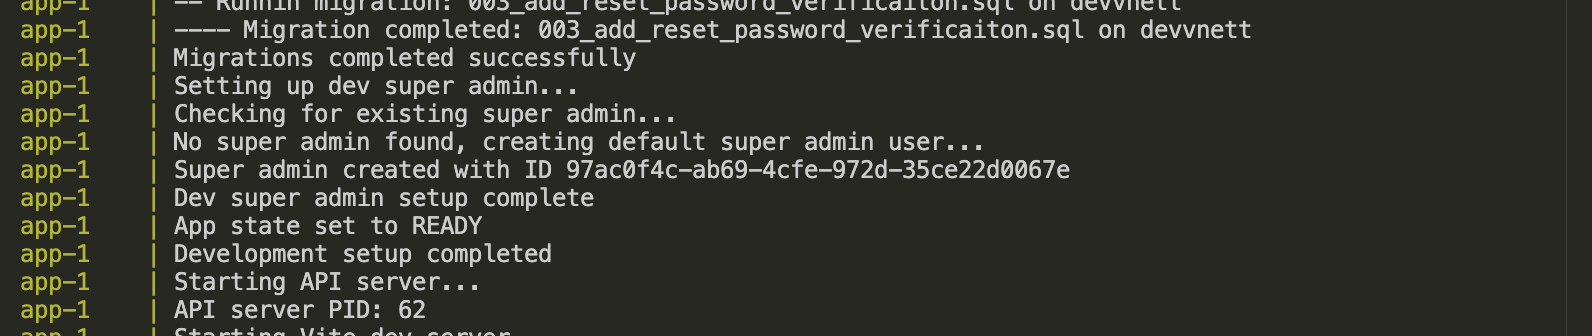 app-1 | -- Runnin migration: 003_add_reset_password_verificaiton.sql on devvnett
app-1 | ---- Migration completed: 003_add_reset_password_verificaiton.sql on devvnett
app-1 | Migrations completed successfully
app-1 | Setting up dev super admin...
app-1 | Checking for existing super admin...
app-1 | No super admin found, creating default super admin user...
app-1 | Super admin created with ID 97ac0f4c-ab69-4cfe-972d-35ce22d0067e
app-1 | Dev super admin setup complete
app-1 | App state set to READY
app-1 | Development setup completed
app-1 | Starting API server...
app-1 | API server PID: 62
app-1 | Starting Vite dev server